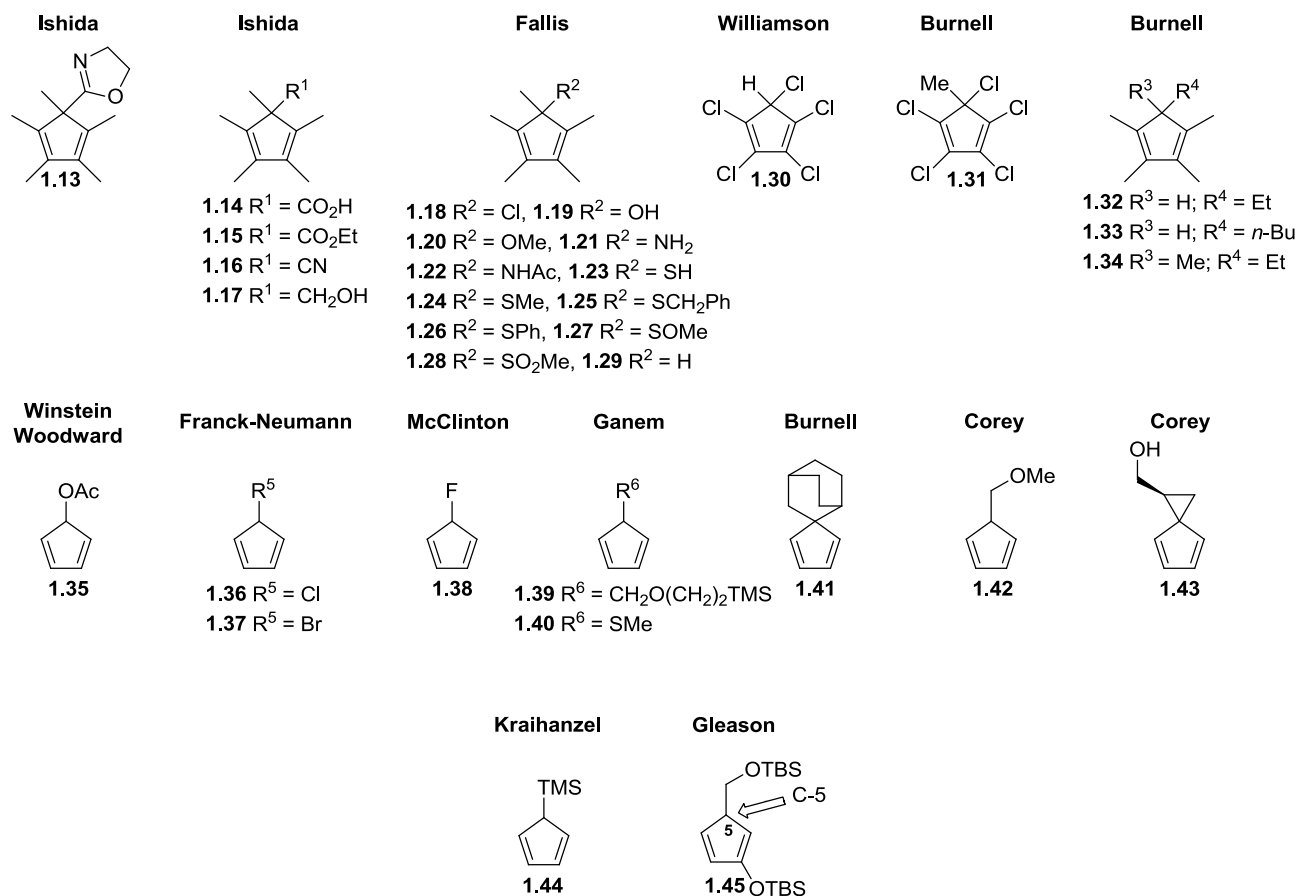 Ishida
N
O
1.13
Ishida
R¹
1.14 R¹ = CO₂H
1.15 R¹ = CO₂Et
1.16 R¹ = CN
1.17 R¹ = CH₂OH
Fallis
R²
1.18 R² = Cl, 1.19 R² = OH
1.20 R² = OMe, 1.21 R² = NH₂
1.22 R² = NHAc, 1.23 R² = SH
1.24 R² = SMe, 1.25 R² = SCH₂Ph
1.26 R² = SPh, 1.27 R² = SOMe
1.28 R² = SO₂Me, 1.29 R² = H
Williamson
H Cl
Cl Cl
Cl Cl
1.30
Burnell
Me Cl
Cl Cl
Cl Cl
1.31
Burnell
R³ R⁴
1.32 R³ = H; R⁴ = Et
1.33 R³ = H; R⁴ = n-Bu
1.34 R³ = Me; R⁴ = Et
Winstein
Woodward
OAc
1.35
Franck-Neumann
R⁵
1.36 R⁵ = Cl
1.37 R⁵ = Br
McClinton
F
1.38
Ganem
R⁶
1.39 R⁶ = CH₂O(CH₂)₂TMS
1.40 R⁶ = SMe
Burnell
1.41
Corey
OMe
1.42
Corey
OH
1.43
Kraihanzel
TMS
1.44
Gleason
OTBS
C-5
5
OTBS
1.45